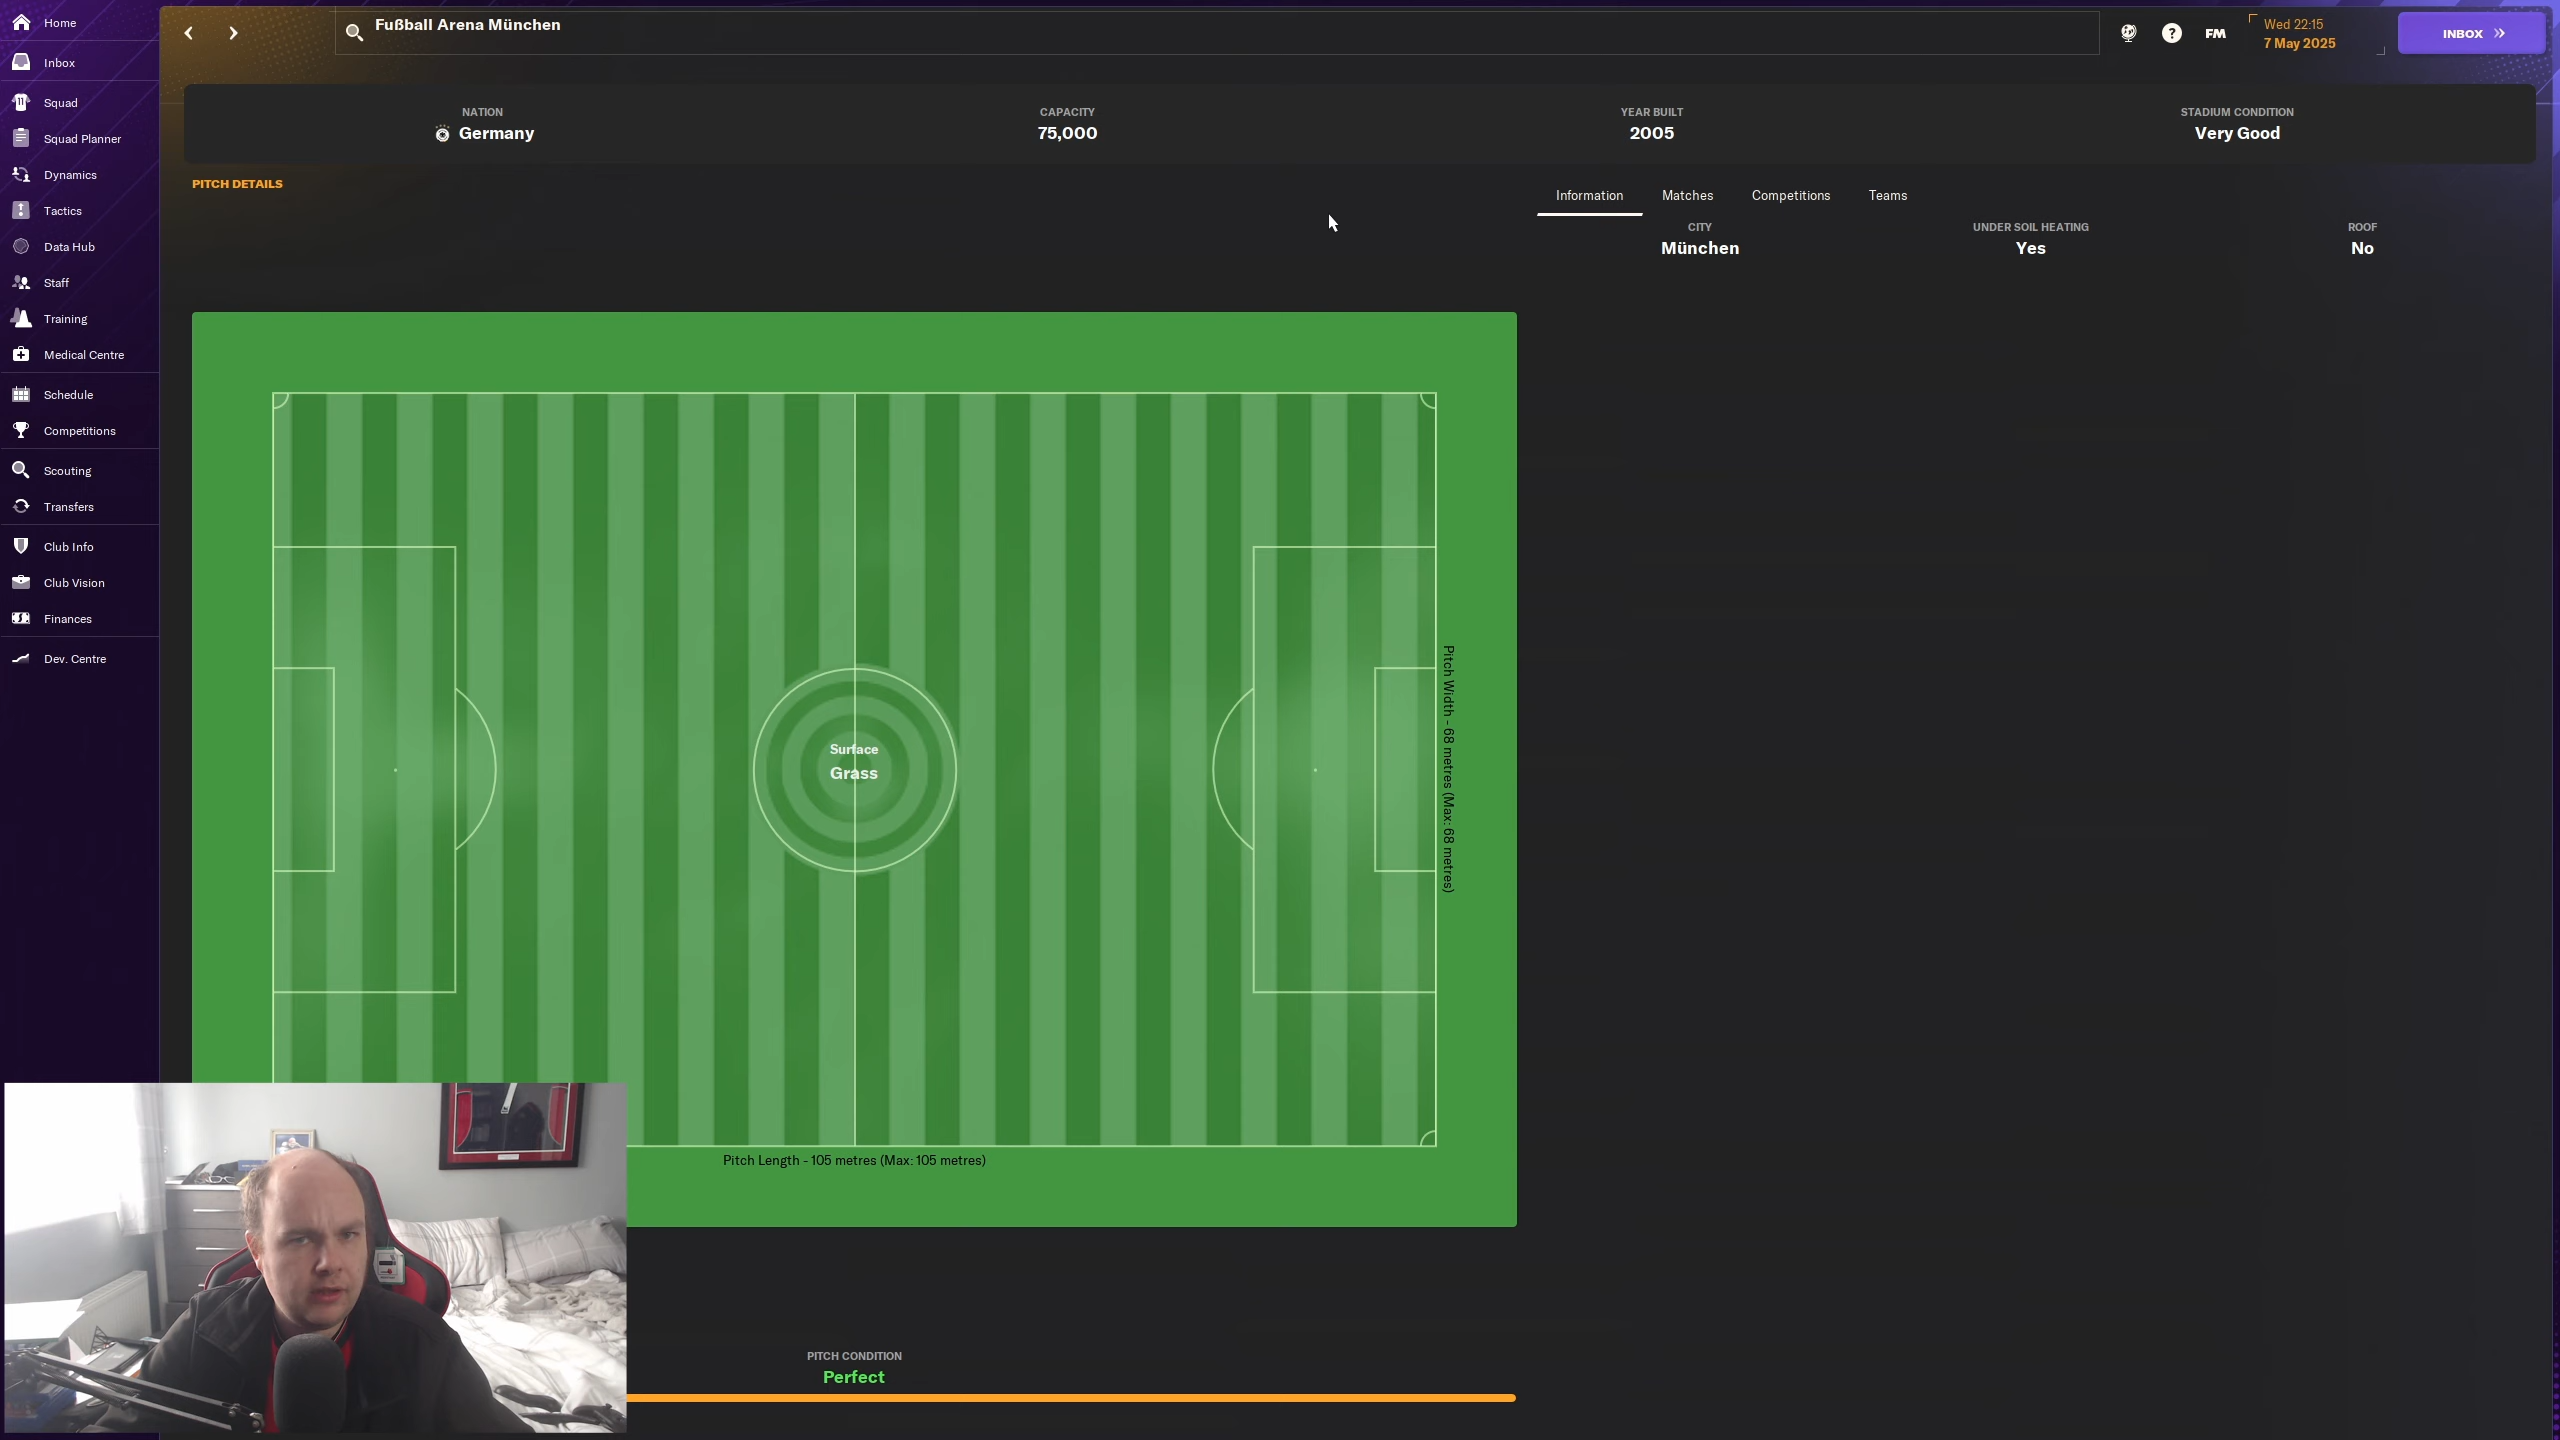 Home
Inbox
Squad
Squad Planner
Dynamics
Tactics
Data Hub
Staff
Training
Medical Centre
Schedule
Competitions
Scouting
Transfers
Club Info
Club Vision
Finances
Dev. Centre
Fußball Arena München
FM
Wed 22:15
7 May 2025
INBOX
NATION
Germany
CAPACITY
75,000
YEAR BUILT
2005
STADIUM CONDITION
Very Good
PITCH DETAILS
Information
Matches
Competitions
Teams
CITY
München
UNDER SOIL HEATING
Yes
ROOF
No
Surface
Grass
Pitch Width - 68 metres (Max: 68 metres)
Pitch Length - 105 metres (Max: 105 metres)
PITCH CONDITION
Perfect